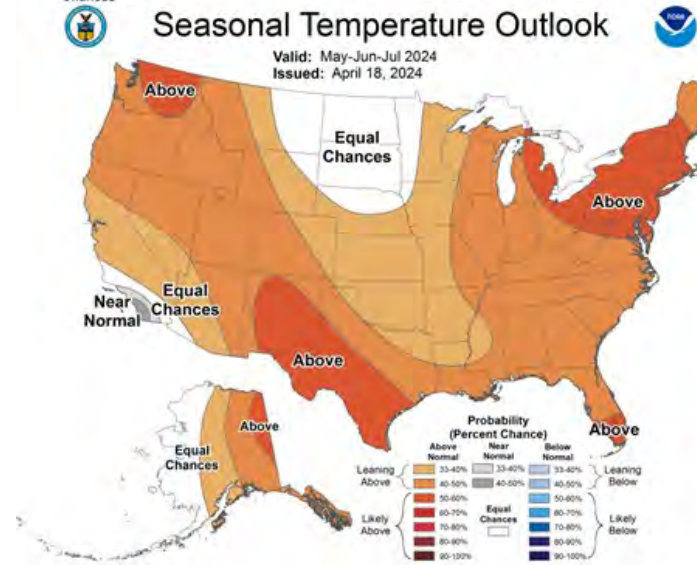 Seasonal Temperature Outlook
NOAA
Valid: May-Jun-Jul 2024
Issued: April 18, 2024
Above
Equal
Chances
Above
Near
Normal
Equal
Chances
Above
Above
Equal
Chances
Above
Probability
(Percent Chance)
Above
Normal
Near
Normal
Below
Normal
Leaning
Above
33-40%
40-50%
33-40%
40-50%
33-40%
40-50%
Leaning
Below
Likely
Above
50-60%
60-70%
70-80%
80-90%
90-100%
Equal
Chances
50-60%
60-70%
70-80%
80-90%
90-100%
Likely
Below